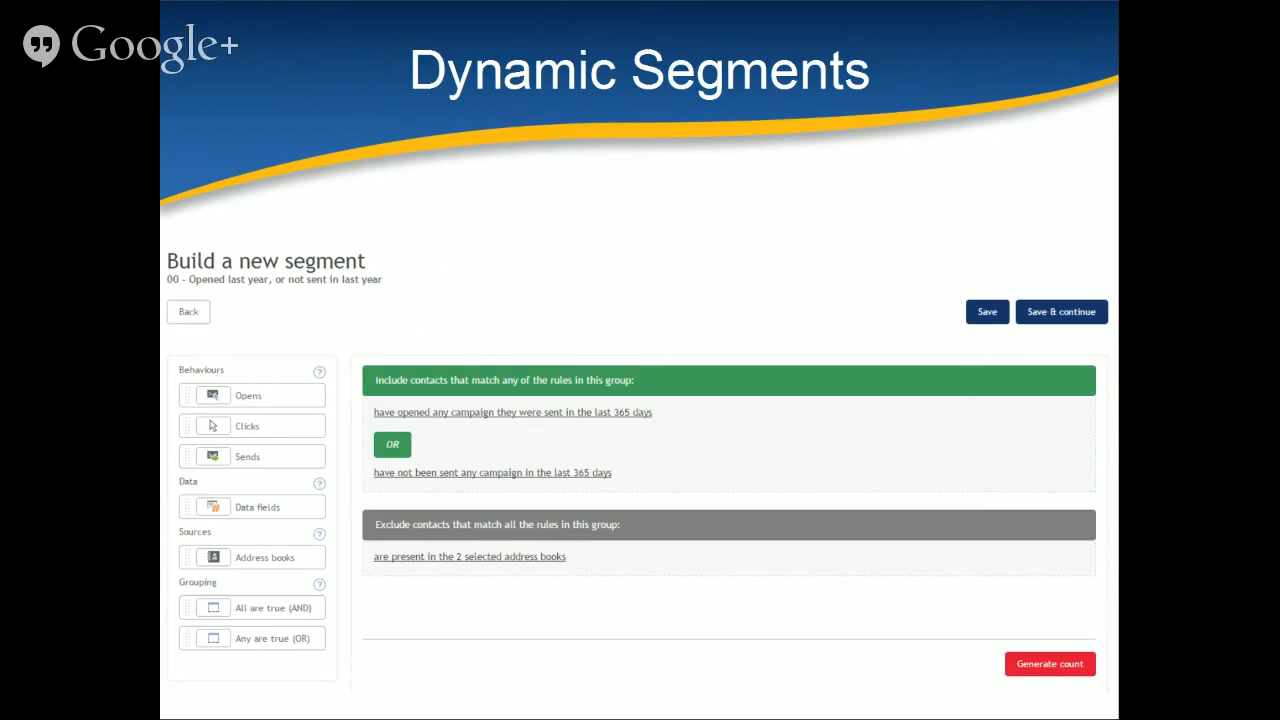 Google+
Dynamic Segments
Build a new segment
00 - Opened last year, or not sent in last year
Back
Save
Save & continue
Behaviours
?
Opens
Clicks
Sends
Data
?
Data fields
Sources
?
Address books
Grouping
?
All are true (AND)
Any are true (OR)
Include contacts that match any of the rules in this group:
have opened any campaign they were sent in the last 365 days
OR
have not been sent any campaign in the last 365 days
Exclude contacts that match all the rules in this group:
are present in the 2 selected address books
Generate count